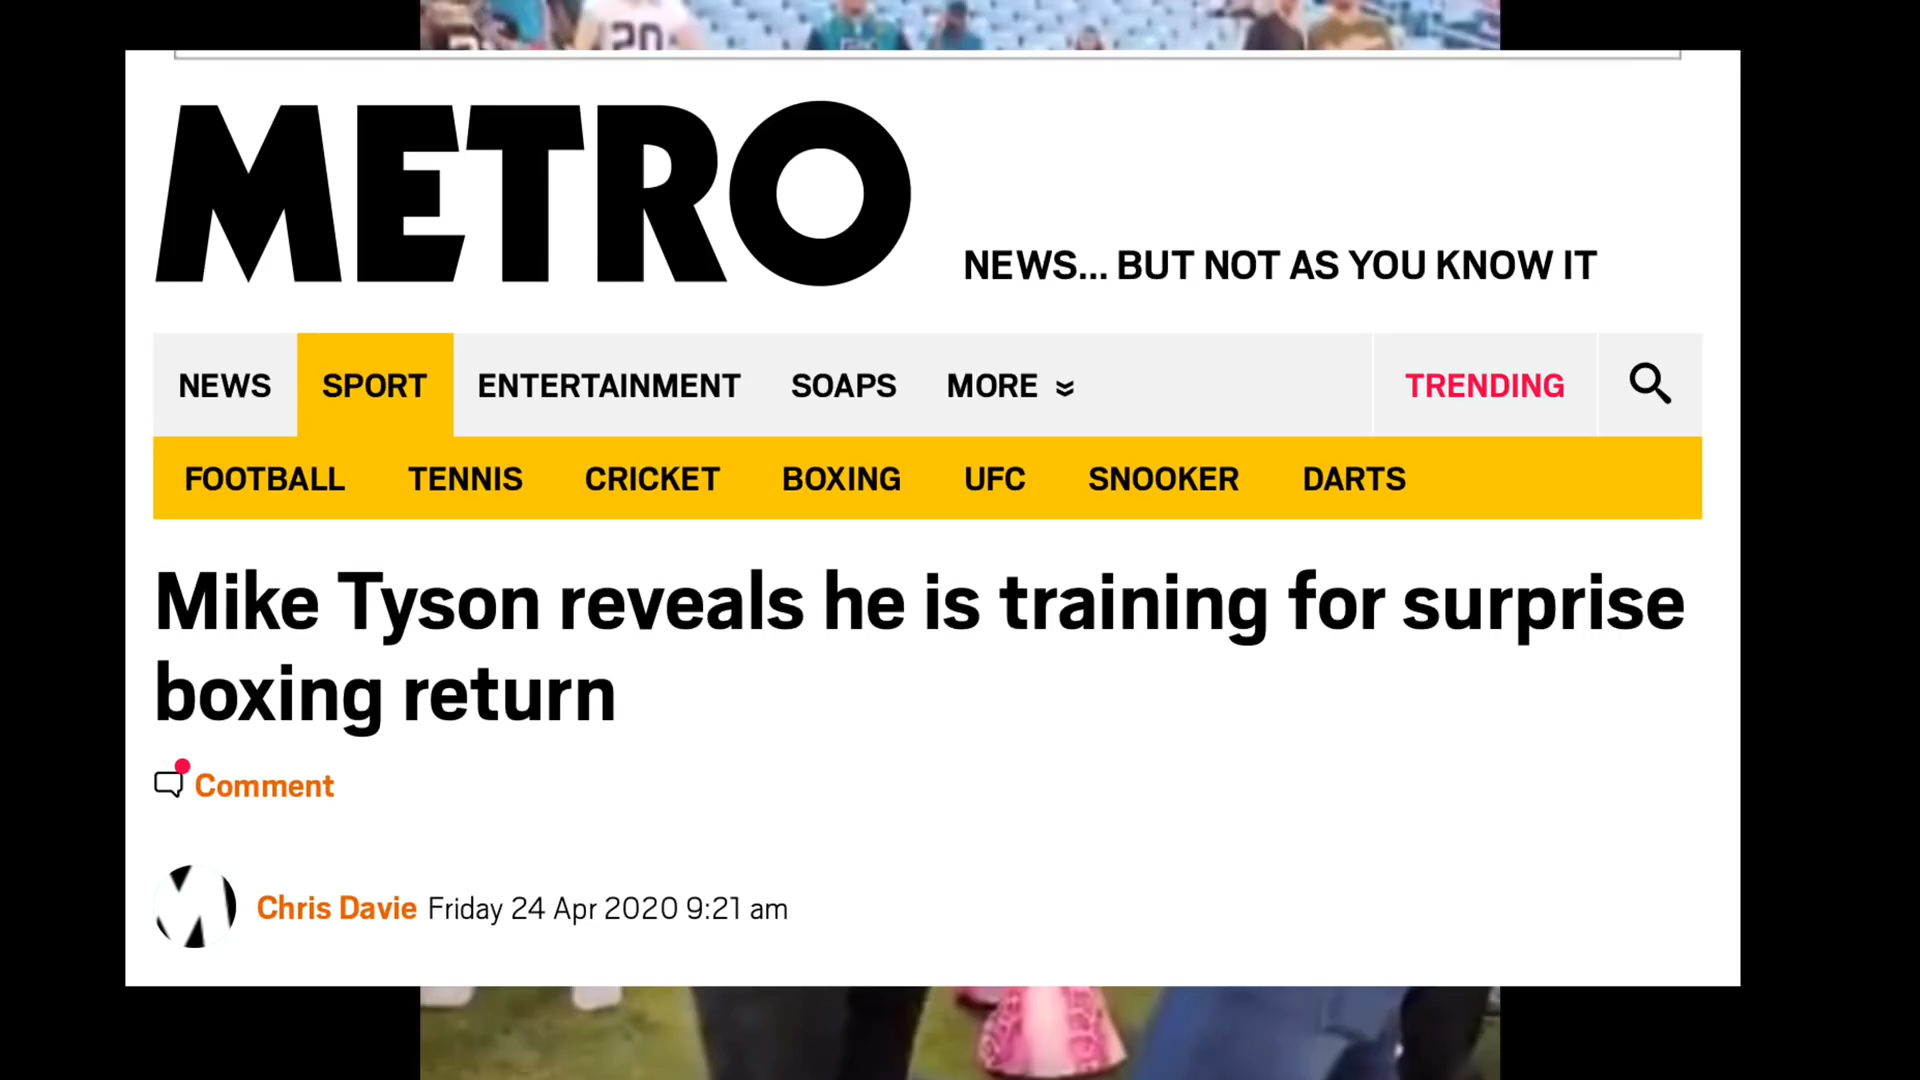 20
METRO
NEWS... BUT NOT AS YOU KNOW IT
NEWS SPORT ENTERTAINMENT SOAPS MORE TRENDING
FOOTBALL TENNIS CRICKET BOXING UFC SNOOKER DARTS
Mike Tyson reveals he is training for surprise
boxing return
Comment
Chris Davie Friday 24 Apr 2020 9:21 am